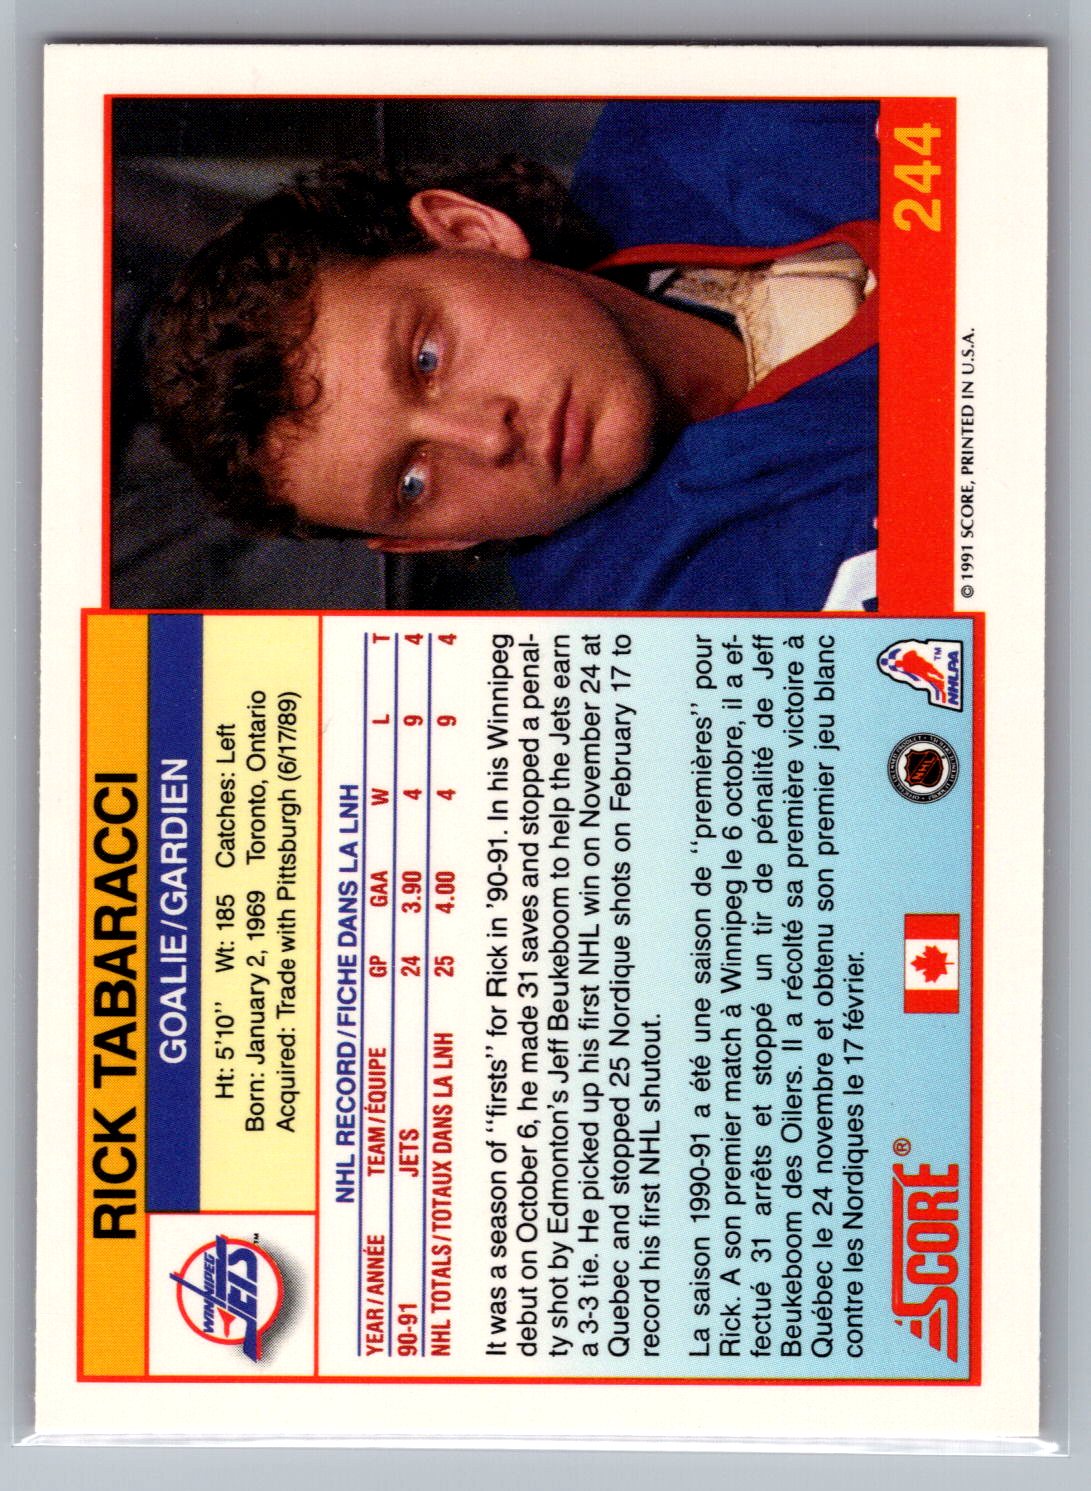 RICK TABARACCI
GOALIE/GARDIEN
WINNIPEG
JETS
TM
Ht: 5'10'' Wt: 185 Catches: Left
Born: January 2, 1969 Toronto, Ontario
Acquired: Trade with Pittsburgh (6/17/89)
NHL RECORD/FICHE DANS LA LNH
YEAR/ANNÉE TEAM/ÉQUIPE GP GAA W L T
90-91 JETS 24 3.90 4 9 4
NHL TOTALS/TOTAUX DANS LA LNH 25 4.00 4 9 4
It was a season of ''firsts'' for Rick in '90-91. In his Winnipeg
debut on October 6, he made 31 saves and stopped a penal-
ty shot by Edmonton's Jeff Beukeboom to help the Jets earn
a 3-3 tie. He picked up his first NHL win on November 24 at
Quebec and stopped 25 Nordique shots on February 17 to
record his first NHL shutout.
La saison 1990-91 a été une saison de ''premières'' pour
Rick. A son premier match à Winnipeg le 6 octobre, il a ef-
fectué 31 arrêts et stoppé un tir de pénalité de Jeff
Beukeboom des Oilers. Il a récolté sa première victoire à
Québec le 24 novembre et obtenu son premier jeu blanc
contre les Nordiques le 17 février.
SCORE®
NHL
TM
NHLPA
244
© 1991 SCORE, PRINTED IN U.S.A.